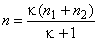 n = κ(n₁ + n₂) / κ + 1